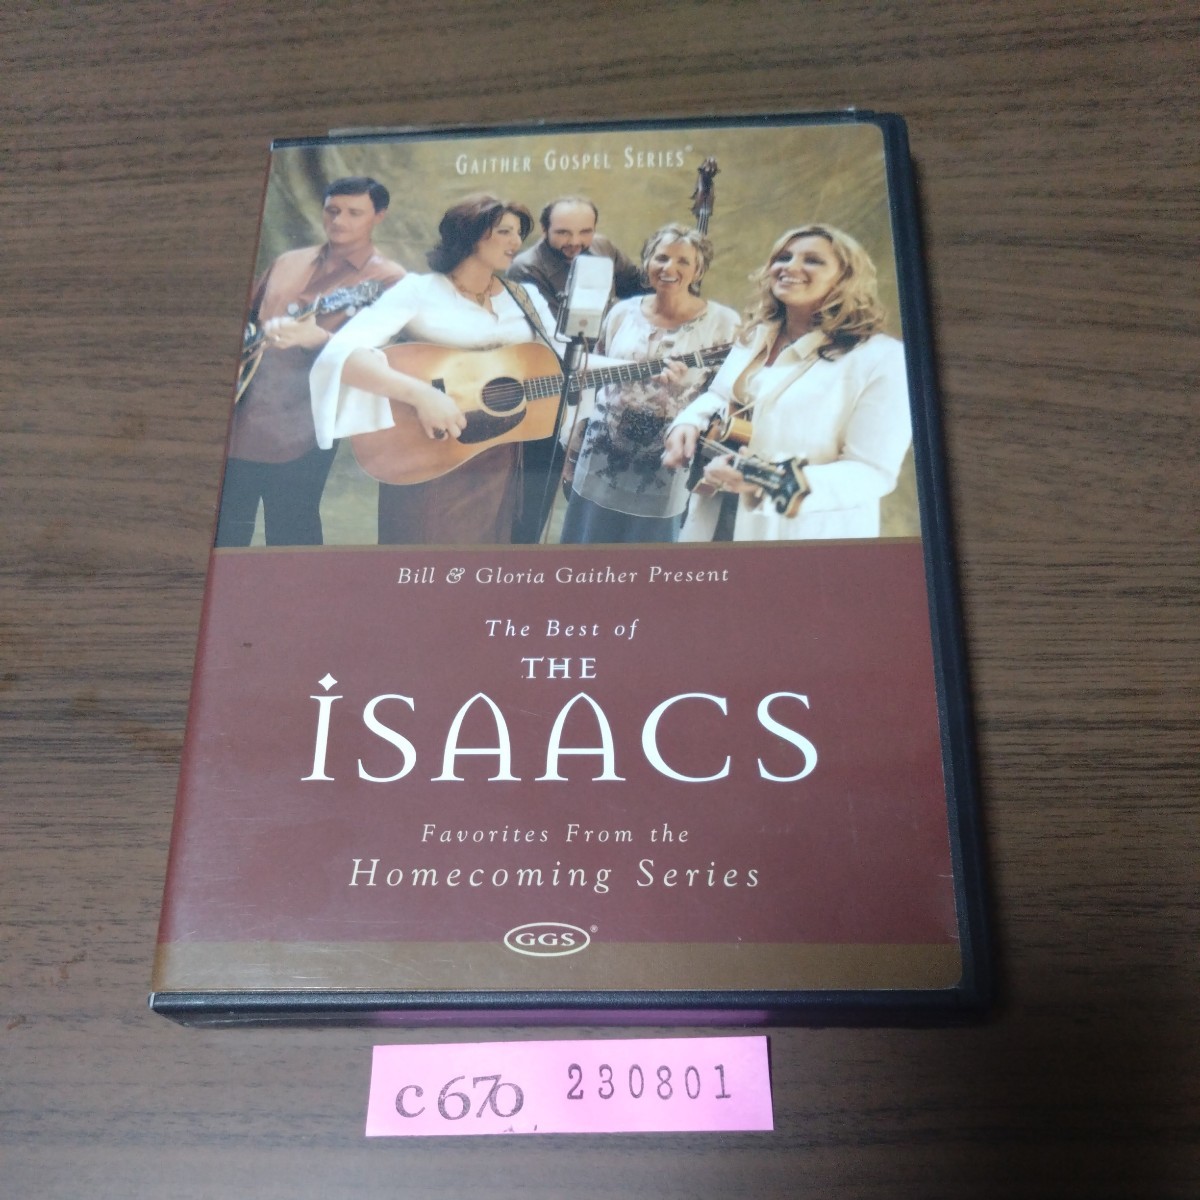 GAITHER GOSPEL SERIES®
Bill & Gloria Gaither Present
The Best of
THE
iSAACS
Favorites From the
Homecoming Series
GGS®
c670 230801